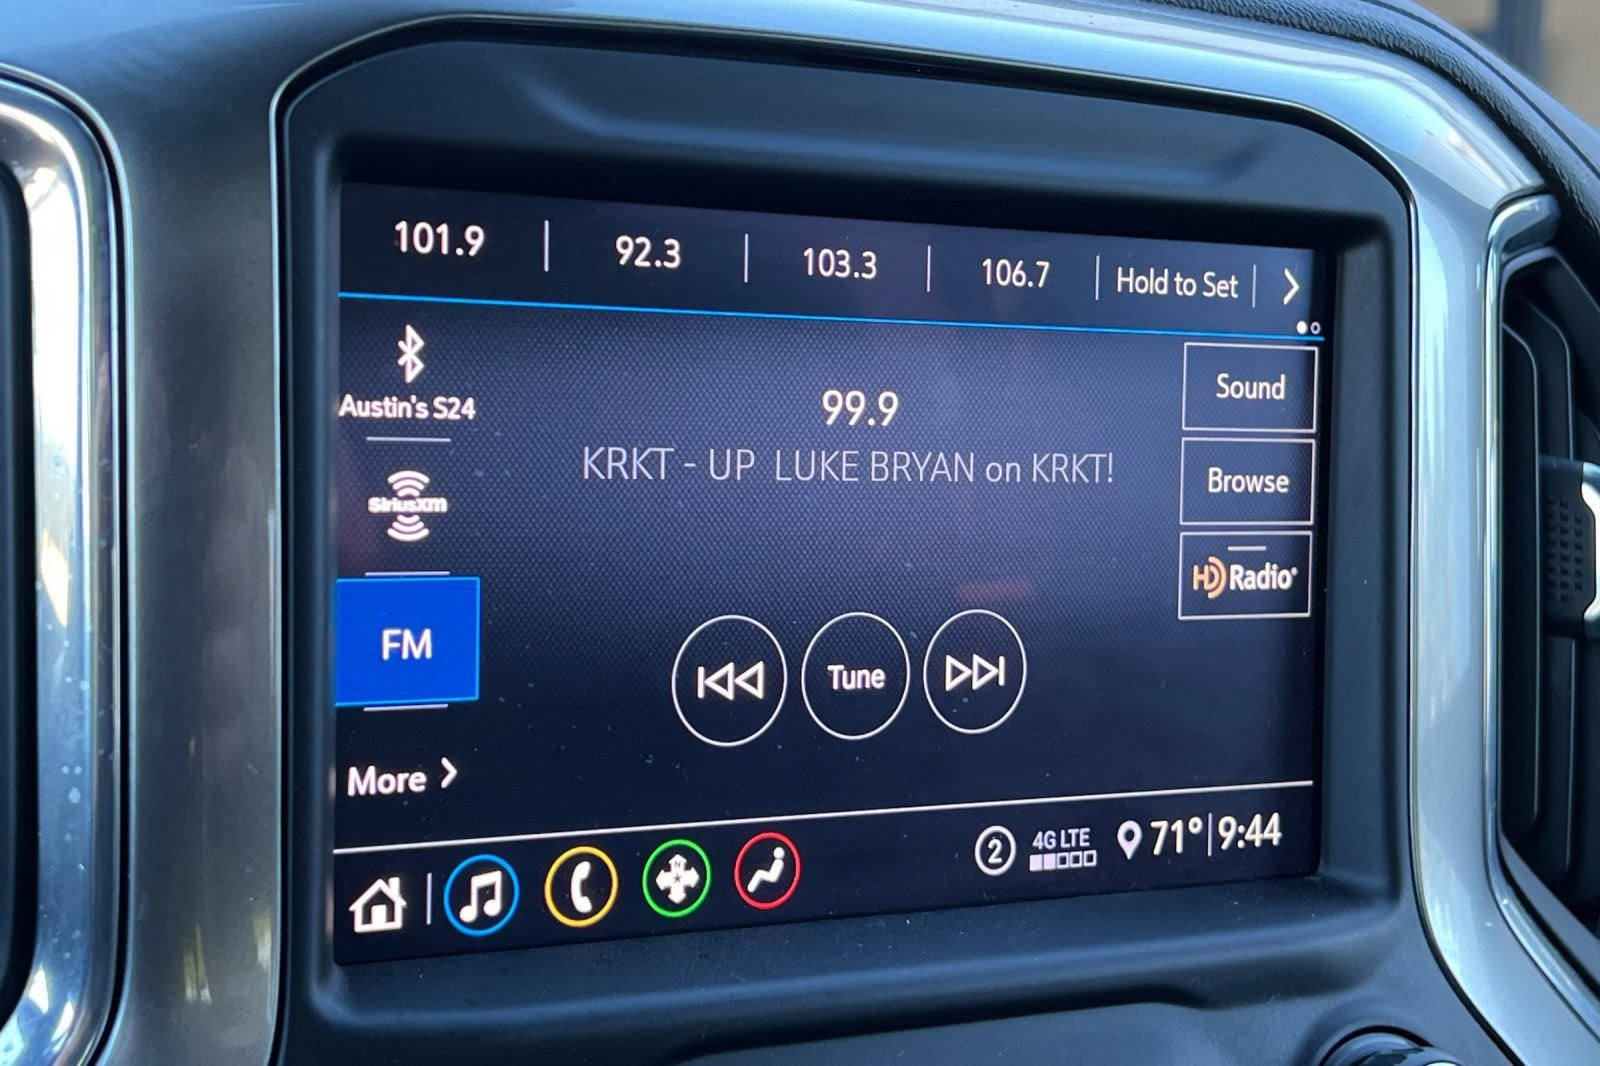 101.9 92.3 103.3 106.7 Hold to Set
Austin's S24
SiriusXM
FM
More
99.9
KRKT - UP LUKE BRYAN on KRKT!
Tune
Sound
Browse
HD Radio
N
2 4G LTE 71° 9:44